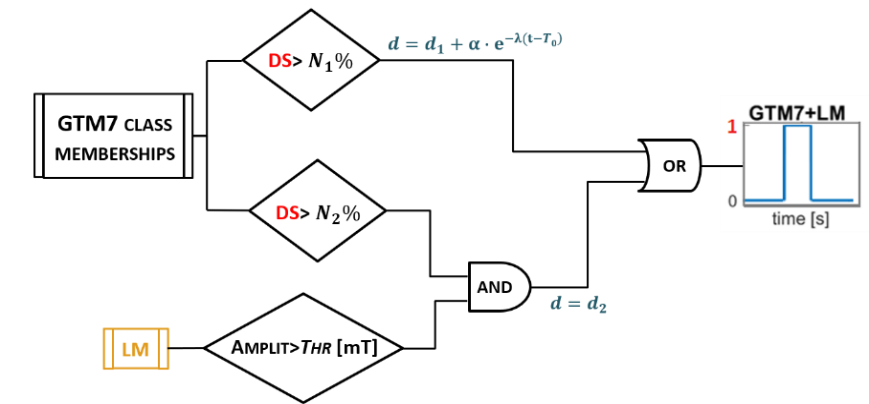 DS> N₁%
d = d₁ + α · e^{−λ(t−T₀)}
GTM7 CLASS
MEMBERSHIPS
GTM7+LM
1
OR
0
time [s]
DS> N₂%
AND
d = d₂
LM
AMPLIT>THR [mT]